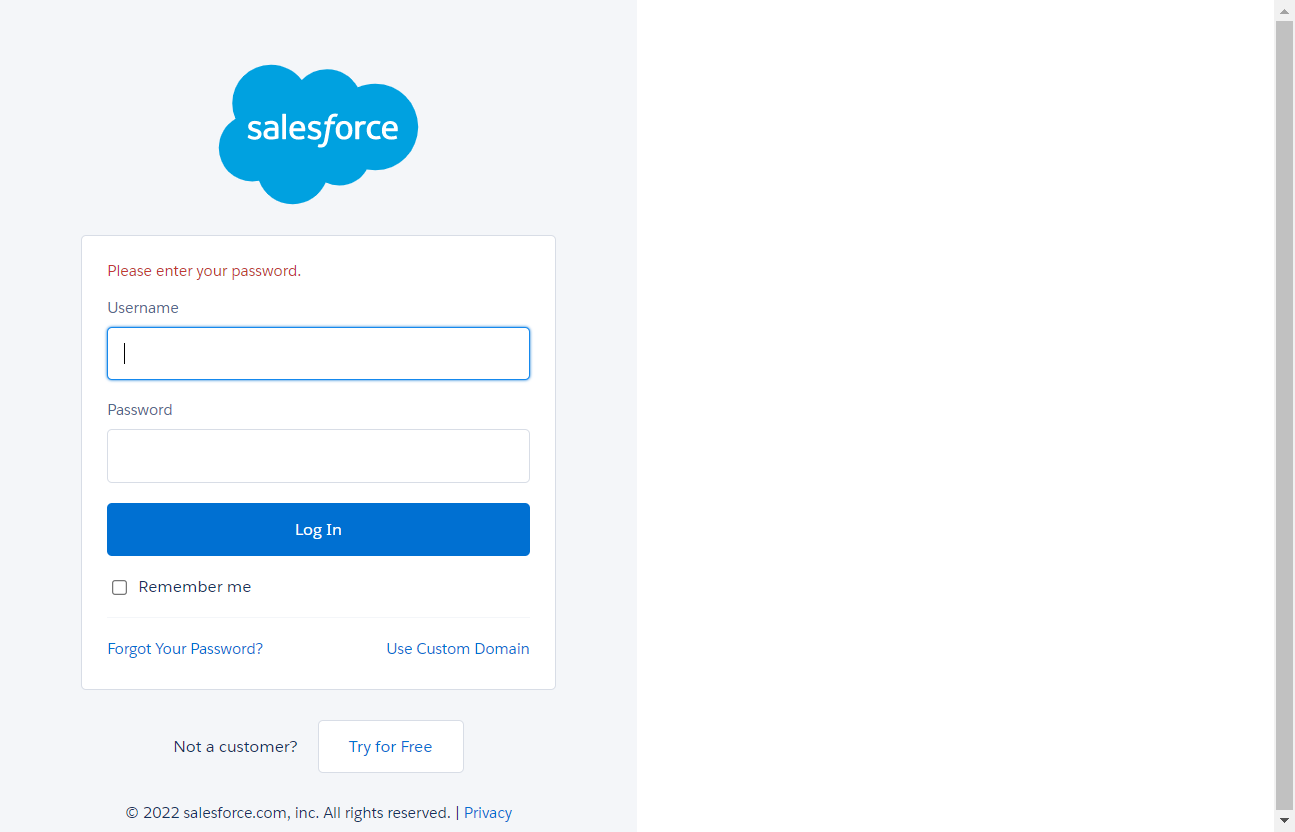 salesforce
Please enter your password.
Username
Password
Log In
Remember me
Forgot Your Password? Use Custom Domain
Not a customer? Try for Free
© 2022 salesforce.com, inc. All rights reserved. | Privacy